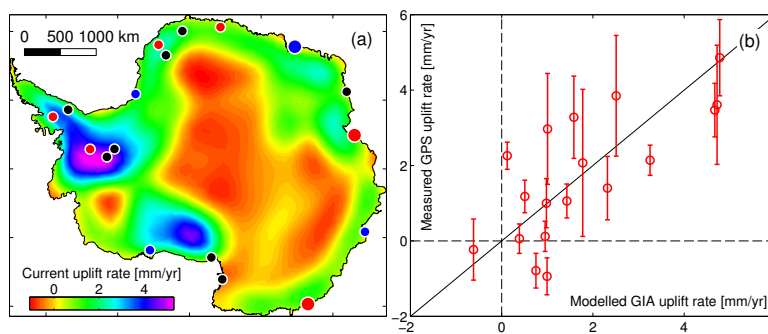 0 500 1000 km
(a)
Current uplift rate [mm/yr]
0 2 4
(b)
Measured GPS uplift rate [mm/yr]
6
4
2
0
−2
Modelled GIA uplift rate [mm/yr]
−2 0 2 4